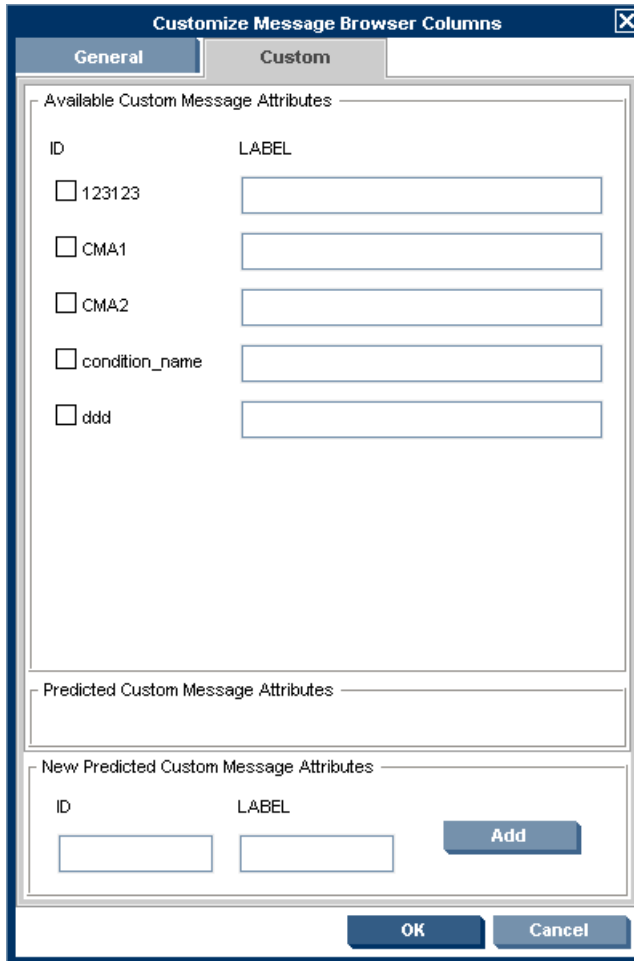 Customize Message Browser Columns
General Custom
Available Custom Message Attributes
ID LABEL
123123
CMA1
CMA2
condition_name
ddd
Predicted Custom Message Attributes
New Predicted Custom Message Attributes
ID LABEL
Add
OK Cancel